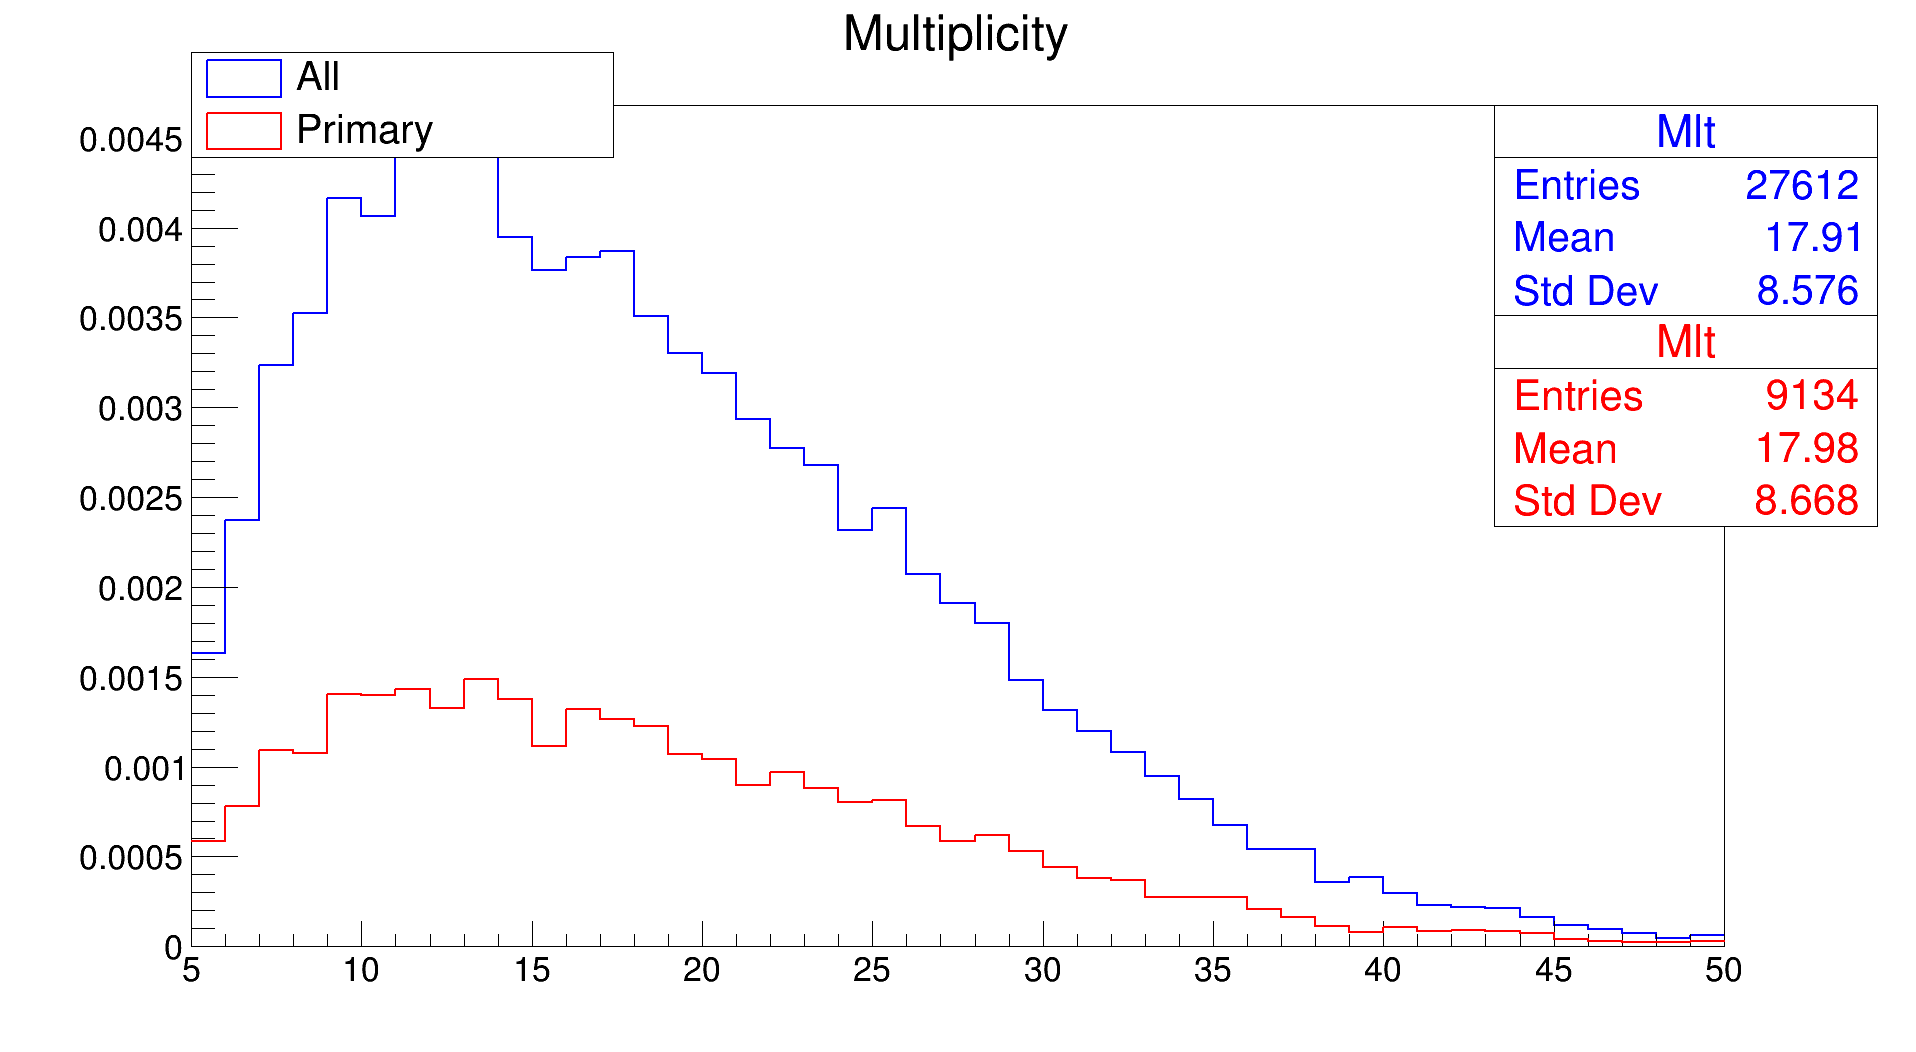 Multiplicity
All
Primary
0.0045
0.004
0.0035
0.003
0.0025
0.002
0.0015
0.001
0.0005
0
5 10 15 20 25 30 35 40 45 50
Mlt
Entries 27612
Mean 17.91
Std Dev 8.576
Mlt
Entries 9134
Mean 17.98
Std Dev 8.668